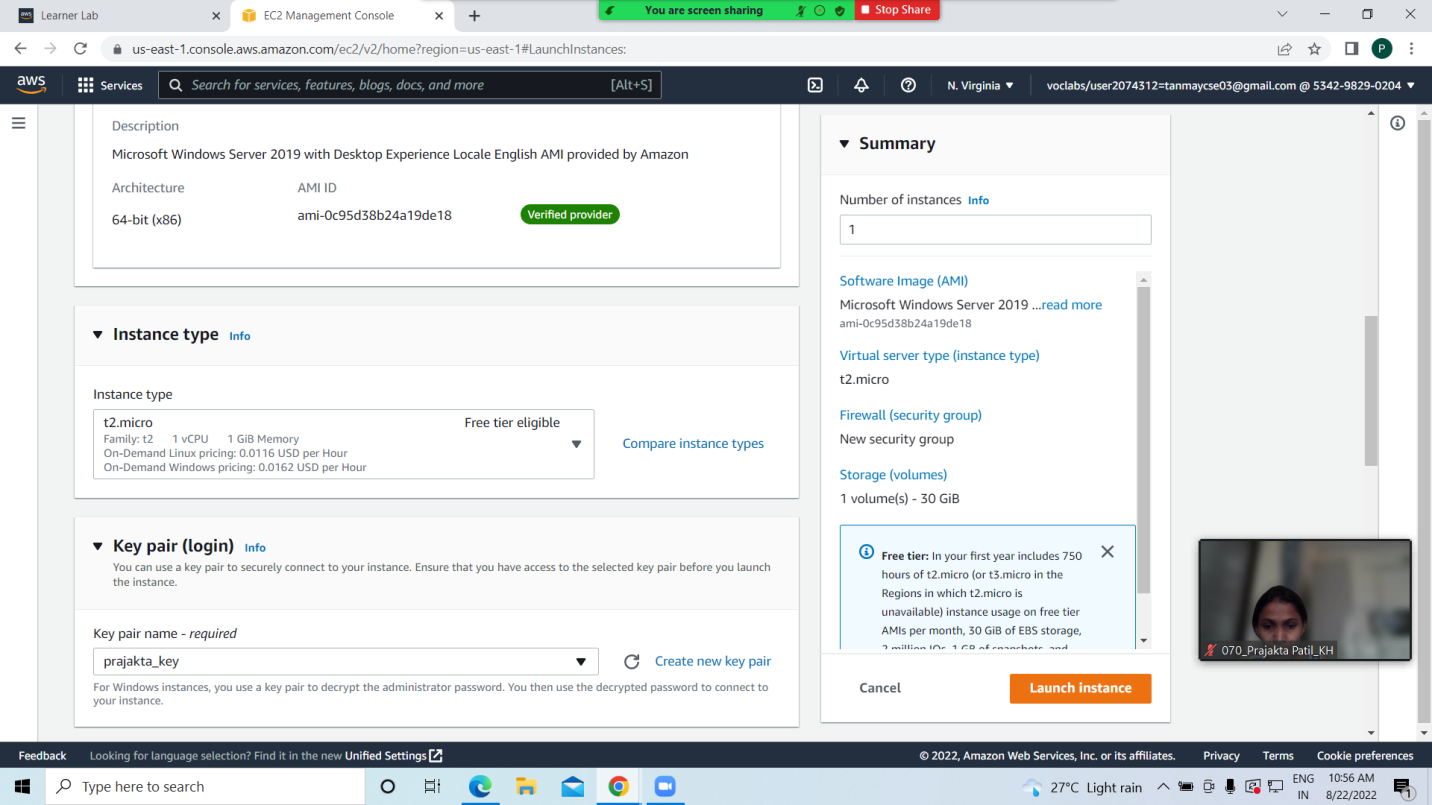 Learner Lab
EC2 Management Console
You are screen sharing
Stop Share
us-east-1.console.aws.amazon.com/ec2/v2/home?region=us-east-1#LaunchInstances:
P
aws
Services
Search for services, features, blogs, docs, and more
[Alt+S]
N. Virginia
voclabs/user2074312=tanmaycse03@gmail.com @ 5342-9829-0204
Description
Microsoft Windows Server 2019 with Desktop Experience Locale English AMI provided by Amazon
Architecture
AMI ID
64-bit (x86)
ami-0c95d38b24a19de18
Verified provider
Instance type Info
Instance type
t2.micro
Free tier eligible
Family: t2 1 vCPU 1 GiB Memory
On-Demand Linux pricing: 0.0116 USD per Hour
On-Demand Windows pricing: 0.0162 USD per Hour
Compare instance types
Key pair (login) Info
You can use a key pair to securely connect to your instance. Ensure that you have access to the selected key pair before you launch
the instance.
Key pair name - required
prajakta_key
Create new key pair
For Windows instances, you use a key pair to decrypt the administrator password. You then use the decrypted password to connect to
your instance.
Summary
Number of instances Info
1
Software Image (AMI)
Microsoft Windows Server 2019 ...read more
ami-0c95d38b24a19de18
Virtual server type (instance type)
t2.micro
Firewall (security group)
New security group
Storage (volumes)
1 volume(s) - 30 GiB
Free tier: In your first year includes 750
hours of t2.micro (or t3.micro in the
Regions in which t2.micro is
unavailable) instance usage on free tier
AMIs per month, 30 GiB of EBS storage,
2 million IOs, 1 GB of snapshots, and
Cancel
Launch instance
070_Prajakta Patil_KH
Feedback
Looking for language selection? Find it in the new Unified Settings
© 2022, Amazon Web Services, Inc. or its affiliates.
Privacy
Terms
Cookie preferences
Type here to search
27°C Light rain
ENG
IN
10:56 AM
8/22/2022
1